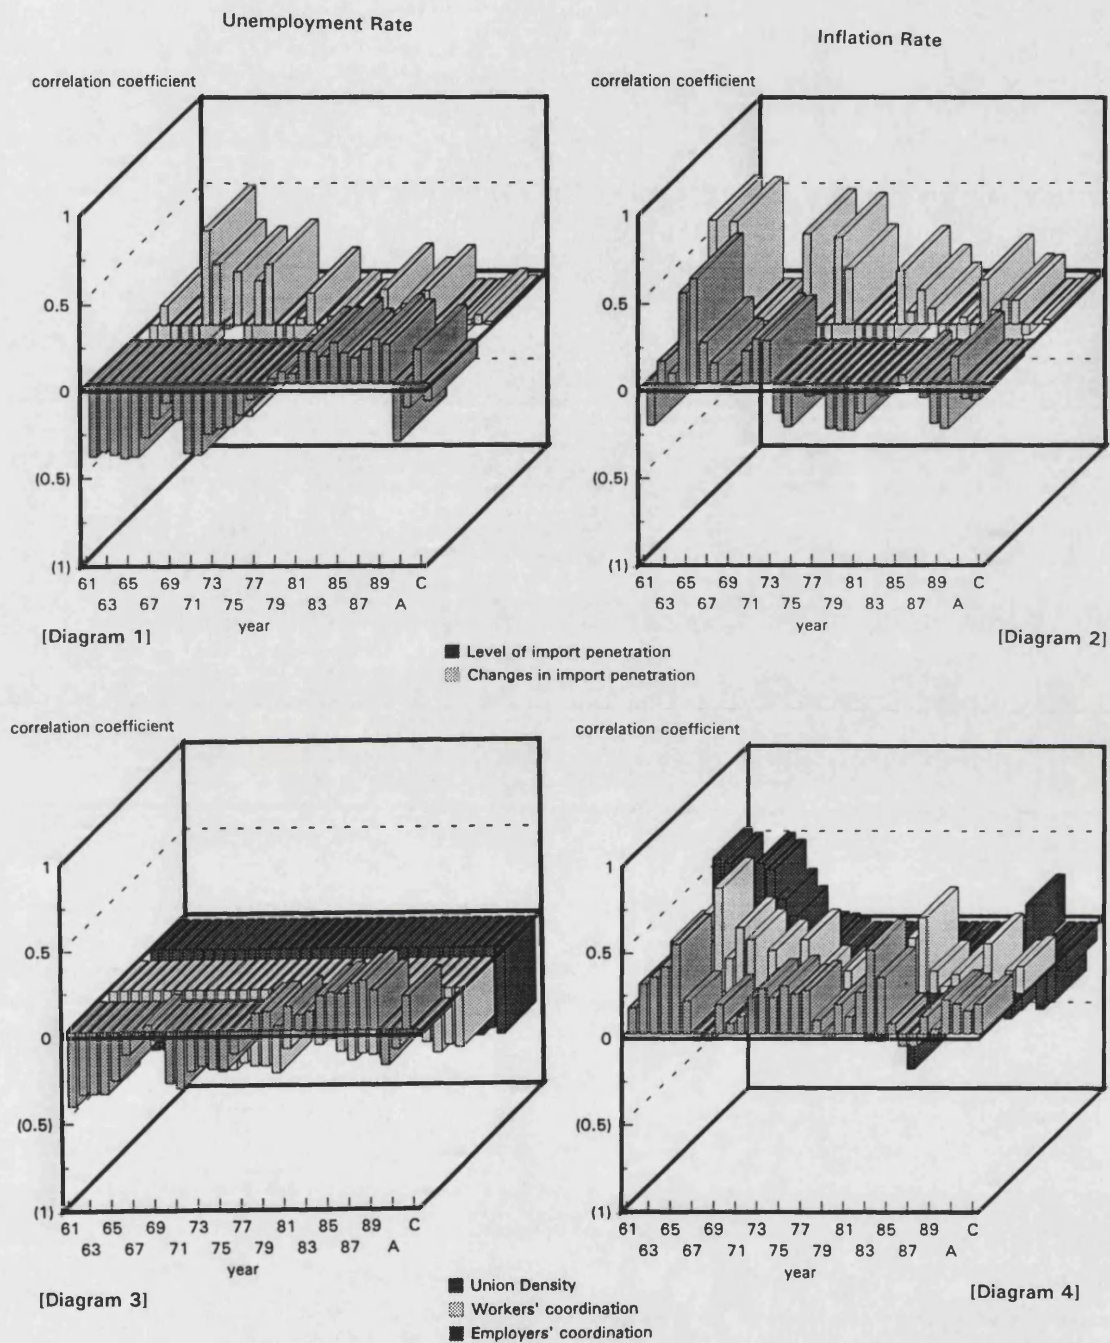 Unemployment Rate
Inflation Rate
correlation coefficient
correlation coefficient
1
0.5
0
(0.5)
(1)
61 65 69 73 77 81 85 89 C
63 67 71 75 79 83 87 A
year
[Diagram 1]
1
0.5
0
(0.5)
(1)
61 65 69 73 77 81 85 89 C
63 67 71 75 79 83 87 A
year
[Diagram 2]
Level of import penetration
Changes in import penetration
correlation coefficient
correlation coefficient
1
0.5
0
(0.5)
(1)
61 65 69 73 77 81 85 89 C
63 67 71 75 79 83 87 A
year
[Diagram 3]
1
0.5
0
(0.5)
(1)
61 65 69 73 77 81 85 89 C
63 67 71 75 79 83 87 A
year
[Diagram 4]
Union Density
Workers' coordination
Employers' coordination